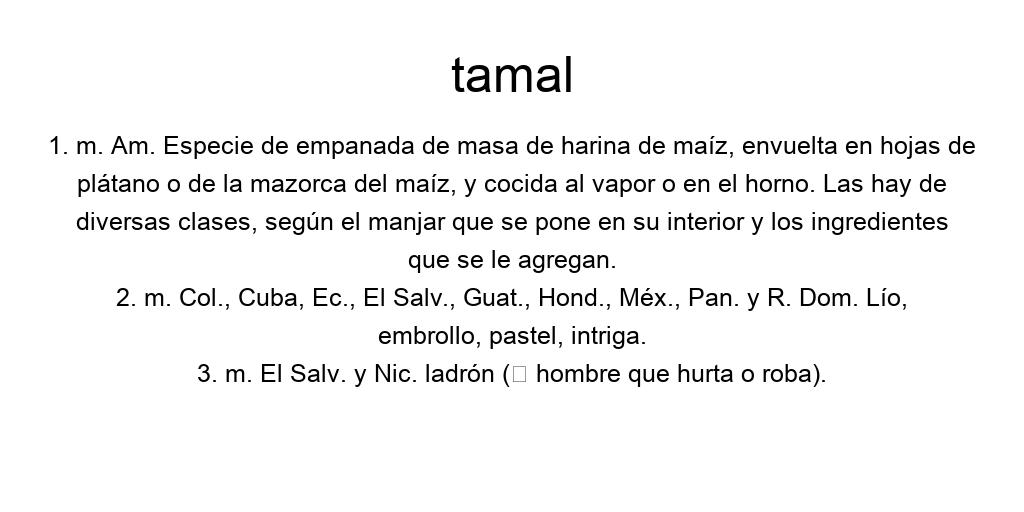 tamal
1. m. Am. Especie de empanada de masa de harina de maíz, envuelta en hojas de
plátano o de la mazorca del maíz, y cocida al vapor o en el horno. Las hay de
diversas clases, según el manjar que se pone en su interior y los ingredientes
que se le agregan.
2. m. Col., Cuba, Ec., El Salv., Guat., Hond., Méx., Pan. y R. Dom. Lío,
embrollo, pastel, intriga.
3. m. El Salv. y Nic. ladrón (□ hombre que hurta o roba).